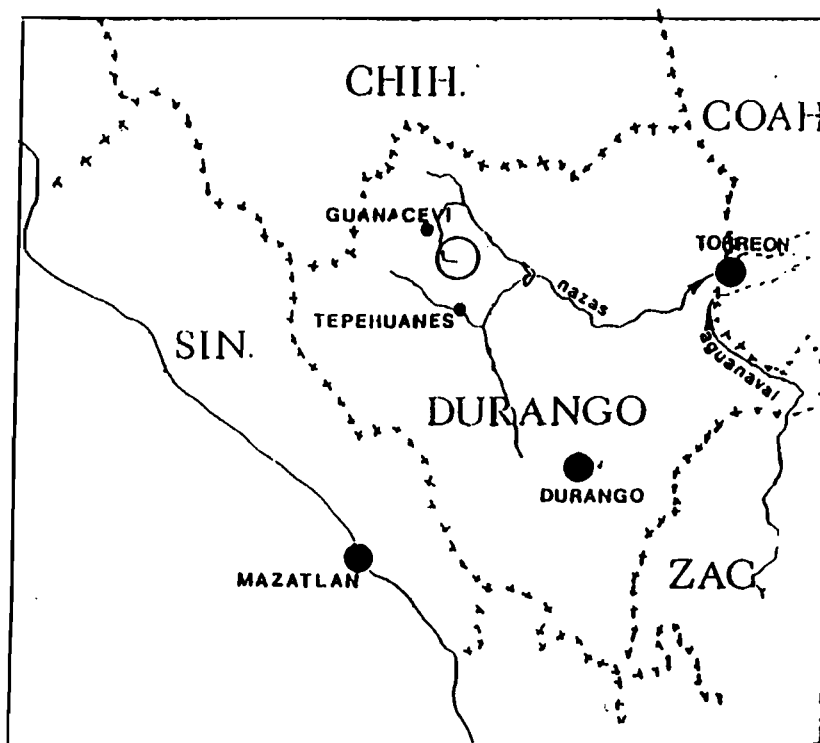 CHIH.
COAH
GUANACEVI
TORREON
nazas
TEPEHUANES
SIN.
aguanaval
DURANGO
DURANGO
MAZATLAN
ZAC.